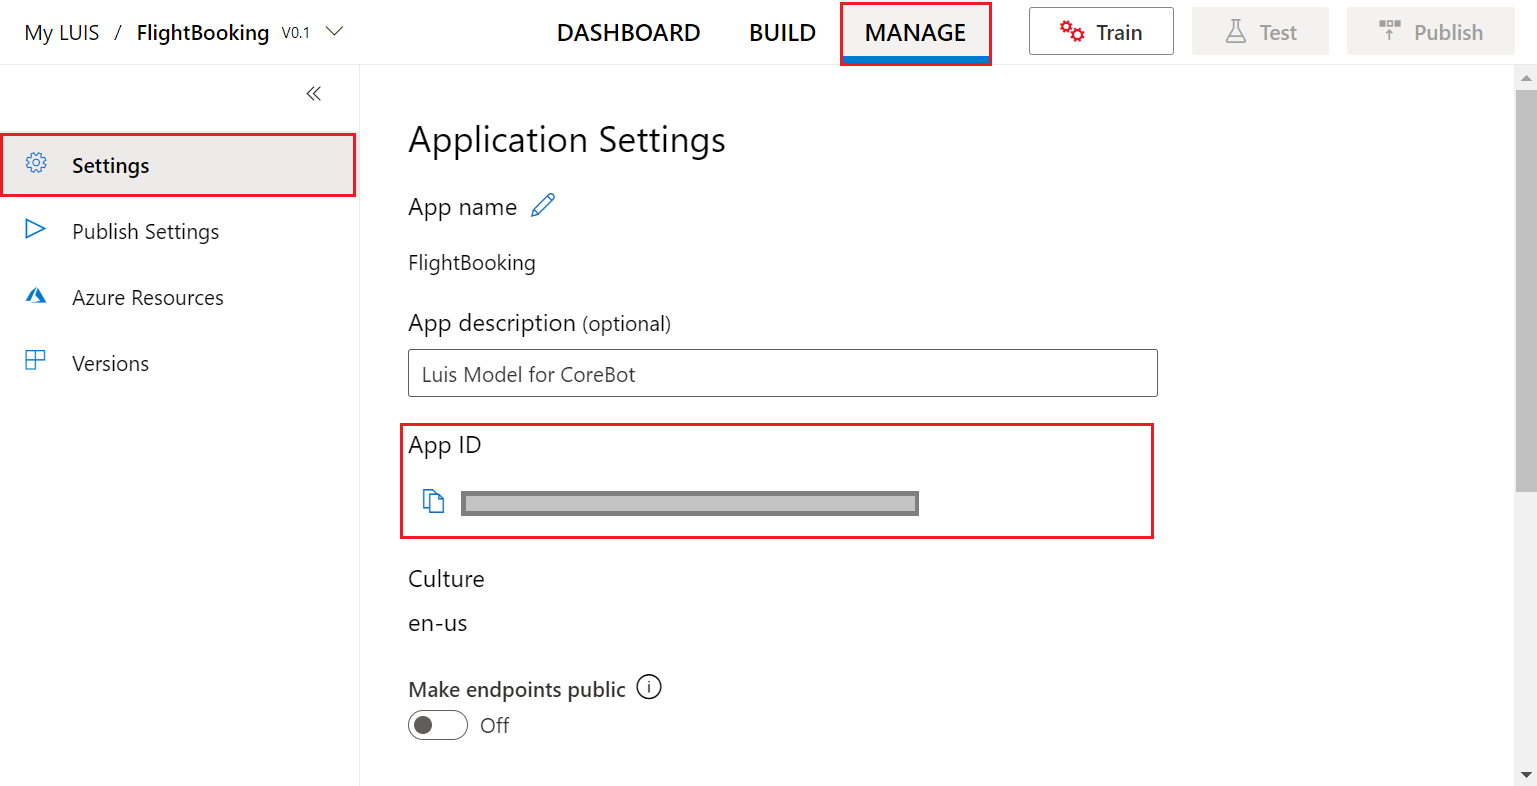 My LUIS / FlightBooking V0.1
DASHBOARD BUILD MANAGE
Train Test Publish
Settings
Publish Settings
Azure Resources
Versions
Application Settings
App name
FlightBooking
App description (optional)
Luis Model for CoreBot
App ID
Culture
en-us
Make endpoints public
Off